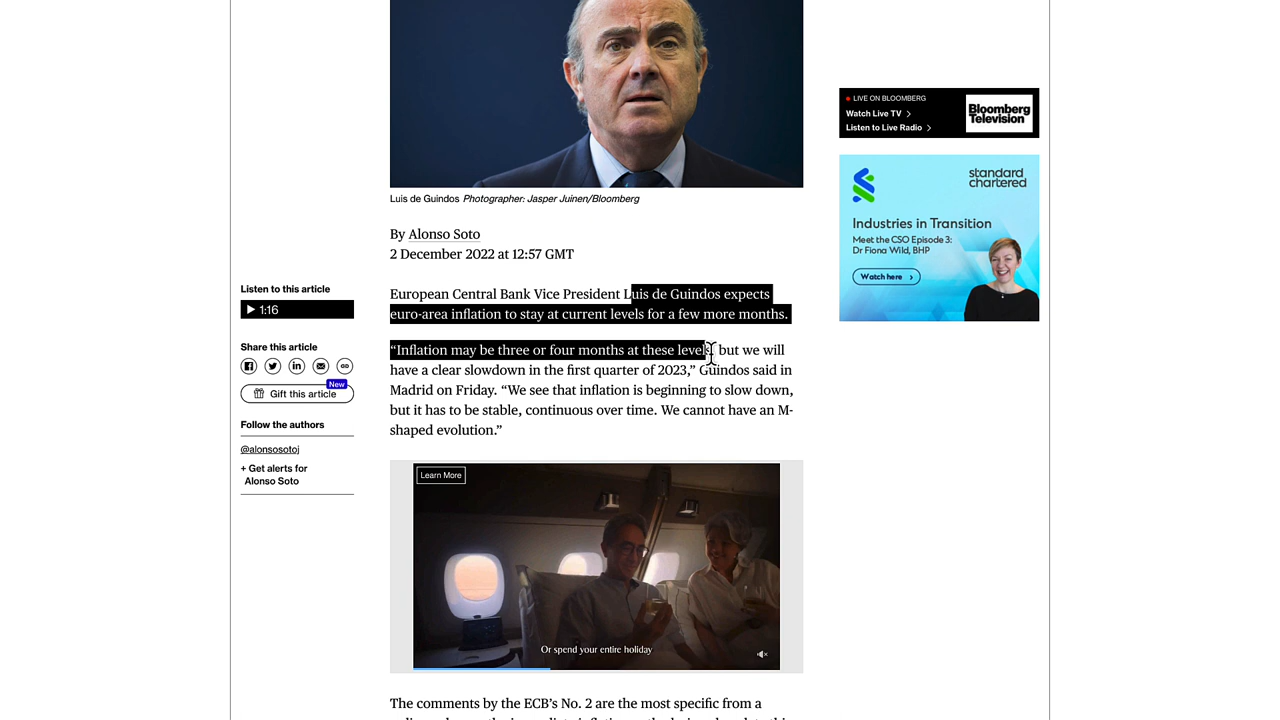 Luis de Guindos Photographer: Jasper Juinen/Bloomberg
By Alonso Soto
2 December 2022 at 12:57 GMT
Listen to this article
1:16
Share this article
New
Gift this article
Follow the authors
@alonsosotoj
+ Get alerts for
Alonso Soto
European Central Bank Vice President Luis de Guindos expects
euro-area inflation to stay at current levels for a few more months.
“Inflation may be three or four months at these levels, but we will
have a clear slowdown in the first quarter of 2023,” Guindos said in
Madrid on Friday. “We see that inflation is beginning to slow down,
but it has to be stable, continuous over time. We cannot have an M-
shaped evolution.”
Learn More
Or spend your entire holiday
The comments by the ECB’s No. 2 are the most specific from a
LIVE ON BLOOMBERG
Watch Live TV
Listen to Live Radio
Bloomberg
Television
standard
chartered
Industries in Transition
Meet the CSO Episode 3:
Dr Fiona Wild, BHP
Watch here